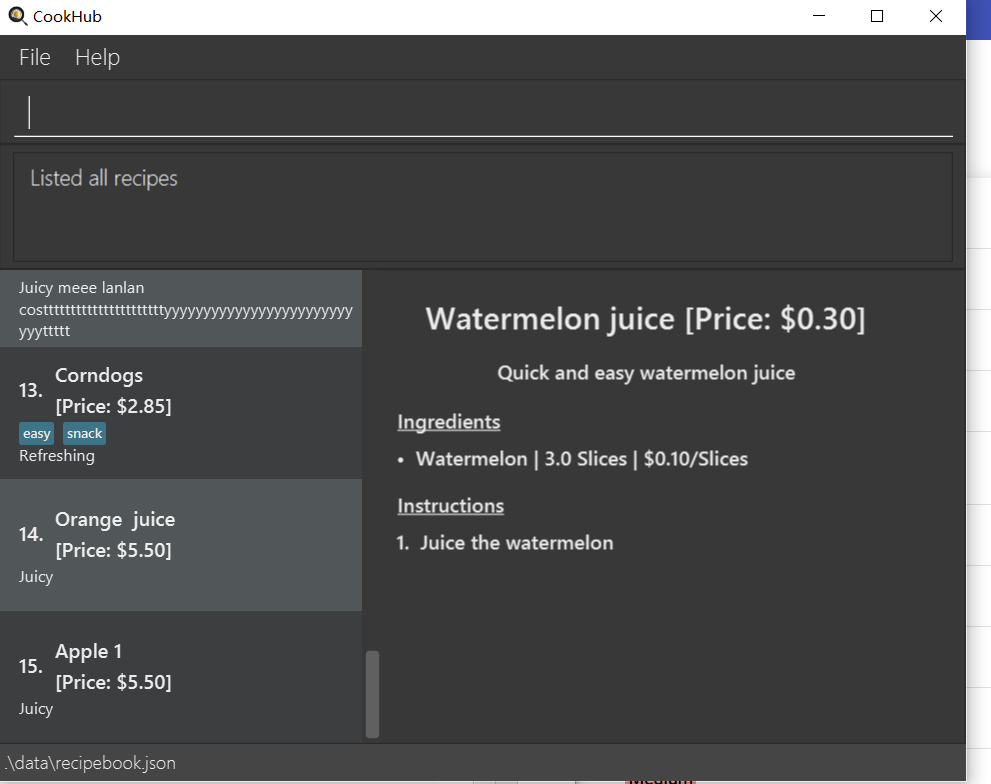 CookHub
File Help
Listed all recipes
Juicy meee lanlan
costttttttttttttttttttttttyyyyyyyyyyyyyyyyyyyyyyyy
yyyttttt
13. Corndogs
[Price: $2.85]
easy snack
Refreshing
14. Orange  juice
[Price: $5.50]
Juicy
15. Apple 1
[Price: $5.50]
Juicy
Watermelon juice [Price: $0.30]
Quick and easy watermelon juice
Ingredients
• Watermelon | 3.0 Slices | $0.10/Slices
Instructions
1. Juice the watermelon
.\data\recipebook.json